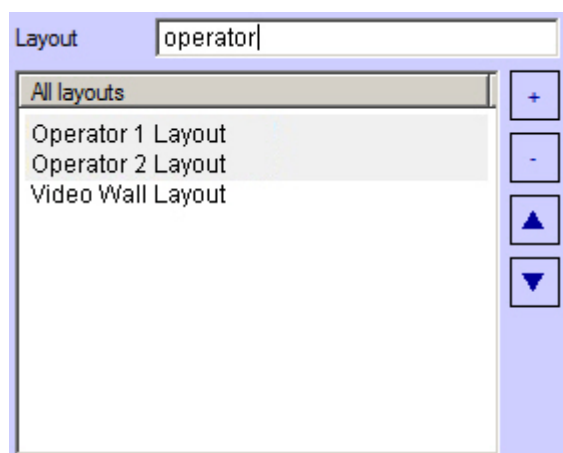 Layout operator
All layouts +
Operator 1 Layout
Operator 2 Layout -
Video Wall Layout